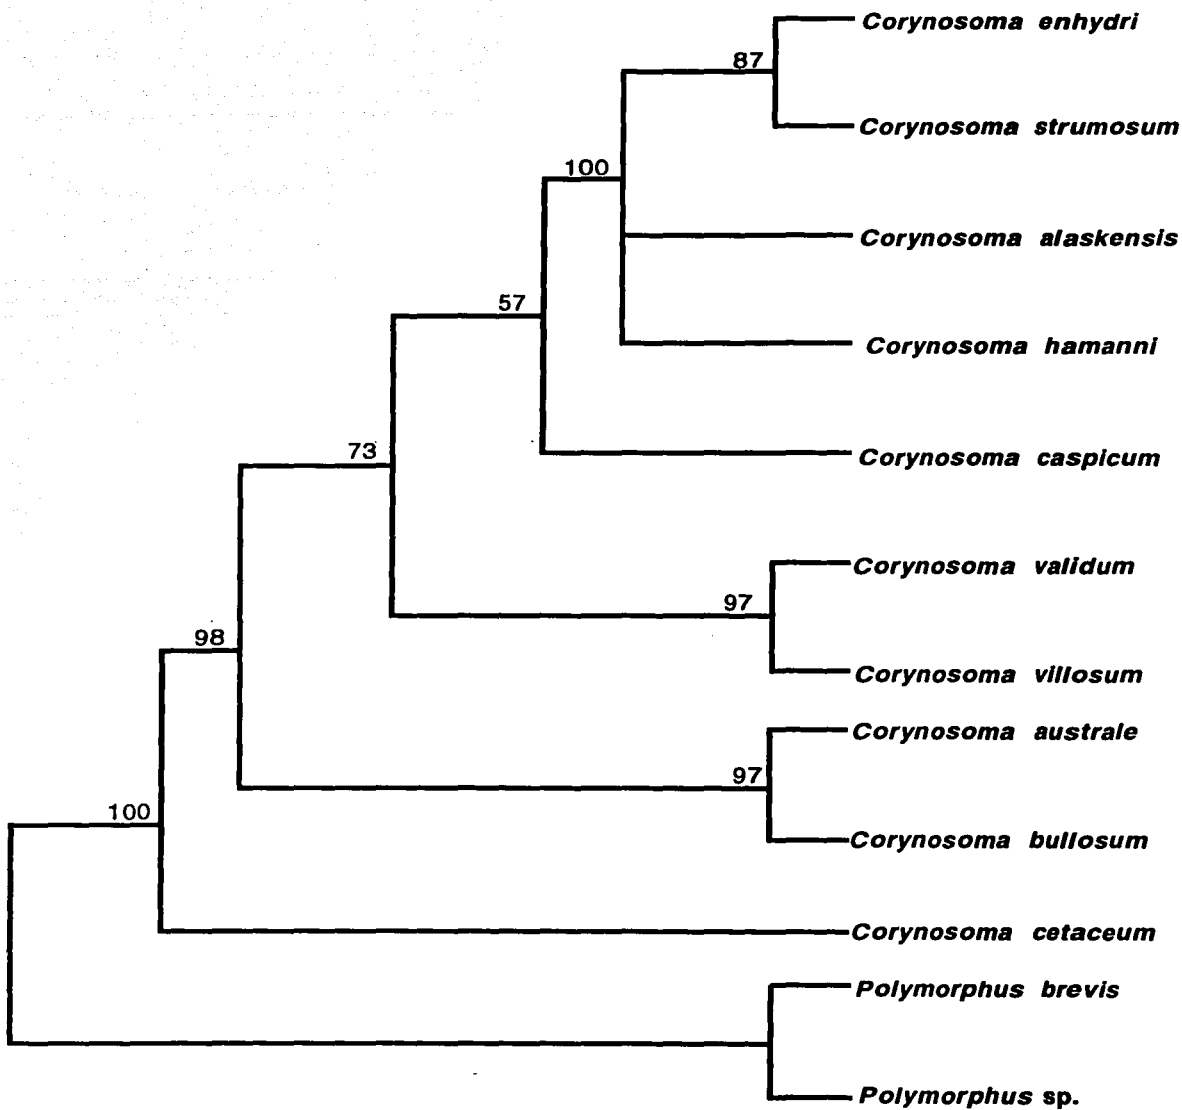 Corynosoma enhydri
87
Corynosoma strumosum
100
Corynosoma alaskensis
57
Corynosoma hamanni
73
Corynosoma caspicum
Corynosoma validum
97
98
Corynosoma villosum
Corynosoma australe
97
100
Corynosoma bullosum
Corynosoma cetaceum
Polymorphus brevis
Polymorphus sp.